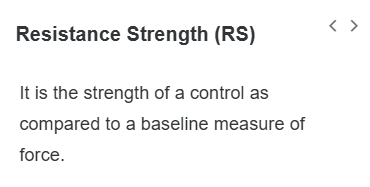 Resistance Strength (RS)
It is the strength of a control as
compared to a baseline measure of
force.